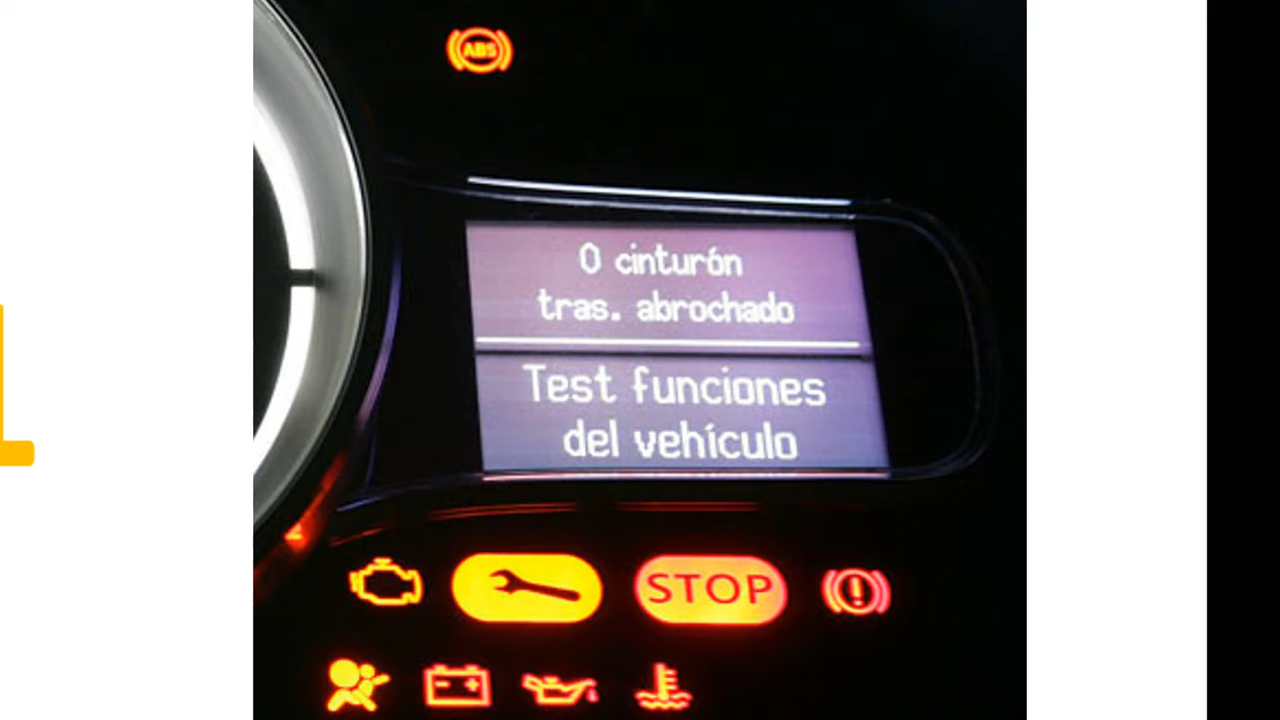 ABS
0 cinturón
tras. abrochado
Test funciones
del vehículo
STOP